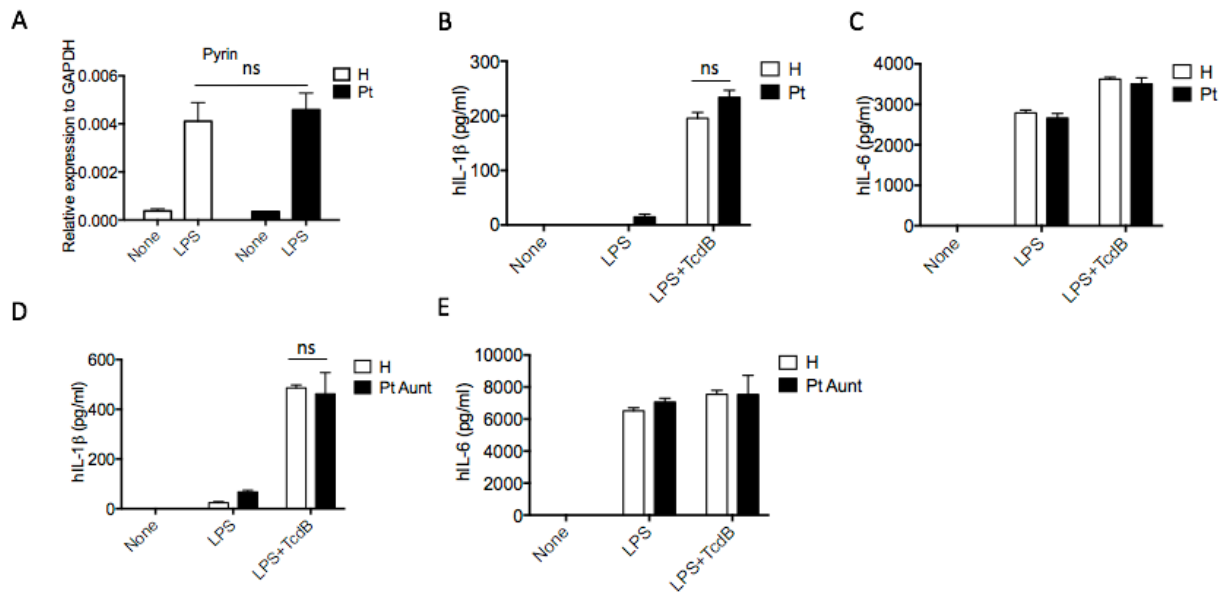 A
Pyrin
ns
H
Pt
Relative expression to GAPDH
0.006
0.004
0.002
0.000
None
LPS
None
LPS
B
ns
H
Pt
hIL-1β (pg/ml)
300
200
100
0
None
LPS
LPS+TcdB
C
H
Pt
hIL-6 (pg/ml)
4000
3000
2000
1000
0
None
LPS
LPS+TcdB
D
ns
H
Pt Aunt
hIL-1β (pg/ml)
600
400
200
0
None
LPS
LPS+TcdB
E
H
Pt Aunt
hIL-6 (pg/ml)
10000
8000
6000
4000
2000
0
None
LPS
LPS+TcdB